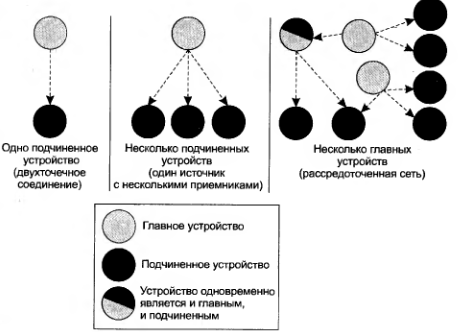 Одно подчиненное
устройство
(двухточечное
соединение)
Несколько подчиненных
устройств
(один источник
с несколькими приемниками)
Несколько главных
устройств
(рассредоточенная сеть)
Главное устройство
Подчиненное устройство
Устройство одновременно
является и главным,
и подчиненным